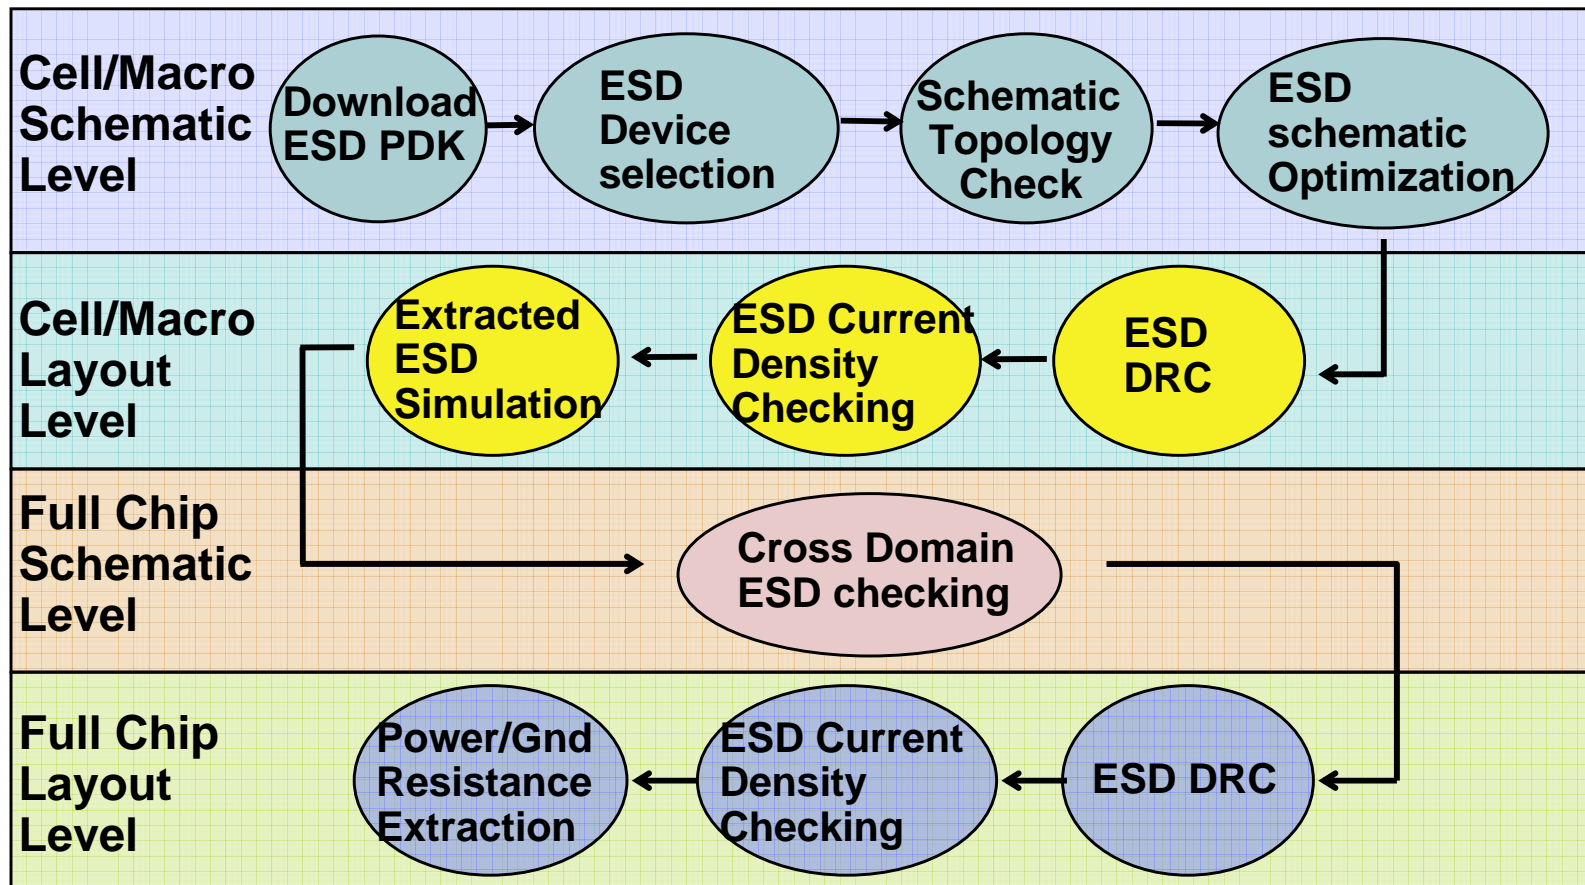 Cell/Macro
Schematic
Level
Download
ESD PDK
ESD
Device
selection
Schematic
Topology
Check
ESD
schematic
Optimization
Cell/Macro
Layout
Level
Extracted
ESD
Simulation
ESD Current
Density
Checking
ESD
DRC
Full Chip
Schematic
Level
Cross Domain
ESD checking
Full Chip
Layout
Level
Power/Gnd
Resistance
Extraction
ESD Current
Density
Checking
ESD DRC